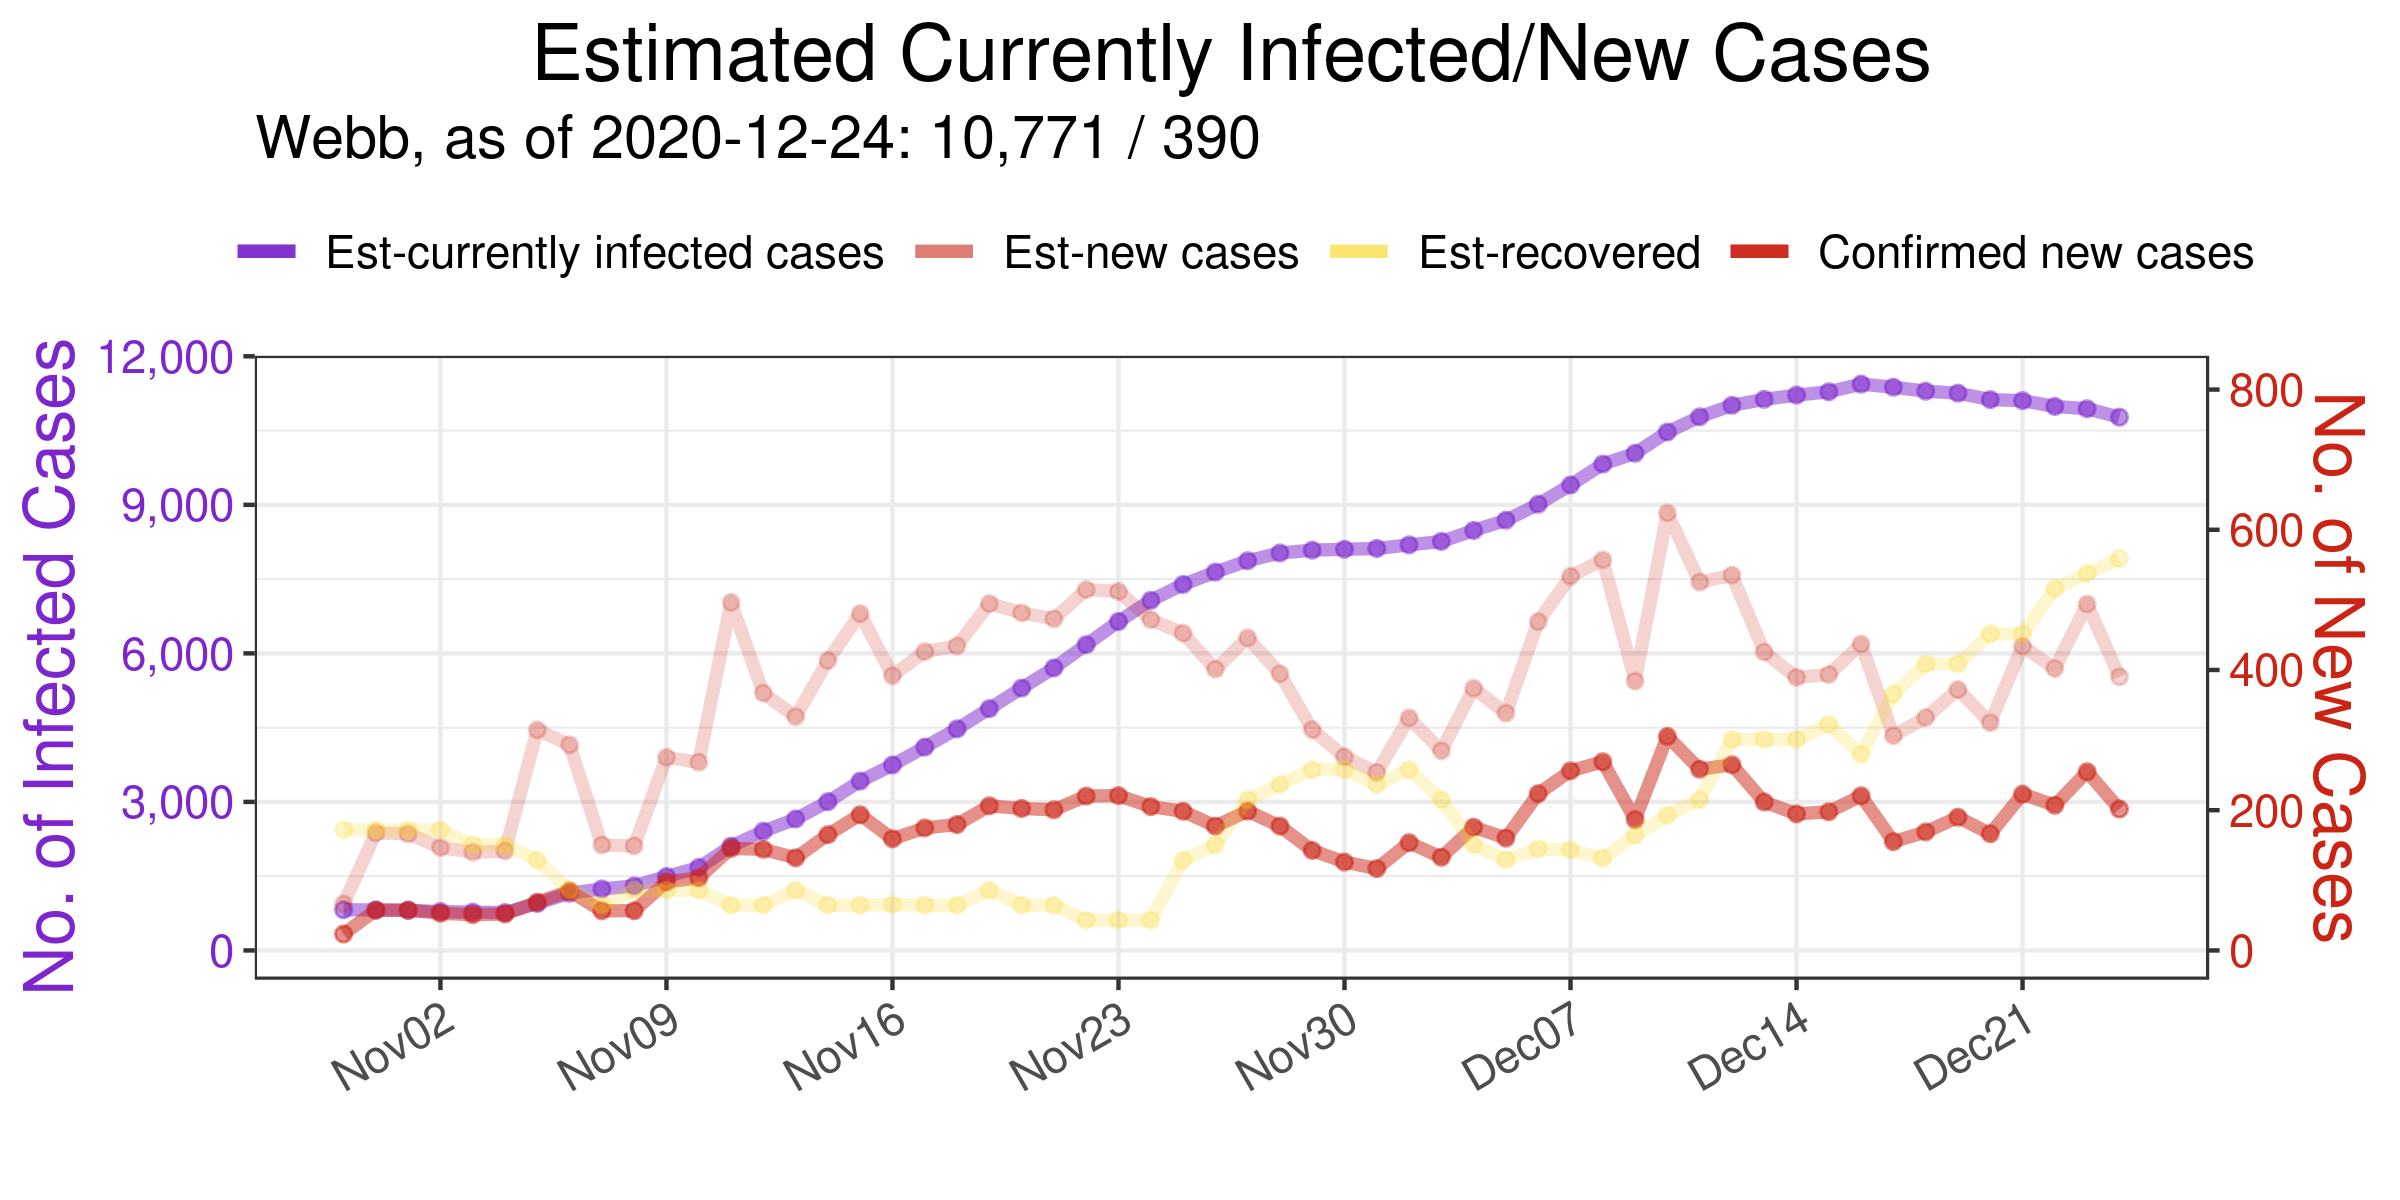 Estimated Currently Infected/New Cases
Webb, as of 2020-12-24: 10,771 / 390
Est-currently infected cases Est-new cases Est-recovered Confirmed new cases
No. of Infected Cases
12,000
9,000
6,000
3,000
0
800
600
400
200
0
No. of New Cases
Nov02 Nov09 Nov16 Nov23 Nov30 Dec07 Dec14 Dec21